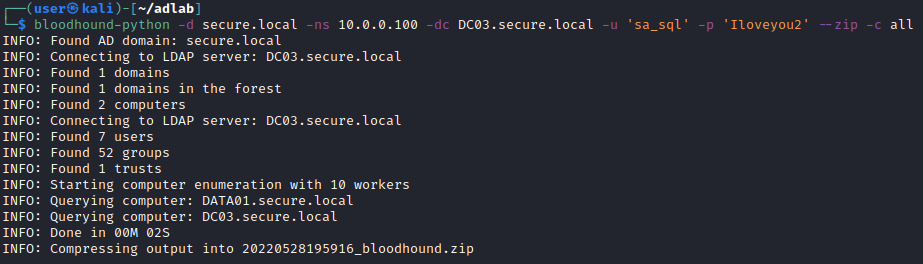 ┌──(user㉿kali)-[~/adlab]
└─$ bloodhound-python -d secure.local -ns 10.0.0.100 -dc DC03.secure.local -u 'sa_sql' -p 'Iloveyou2' --zip -c all
INFO: Found AD domain: secure.local
INFO: Connecting to LDAP server: DC03.secure.local
INFO: Found 1 domains
INFO: Found 1 domains in the forest
INFO: Found 2 computers
INFO: Connecting to LDAP server: DC03.secure.local
INFO: Found 7 users
INFO: Found 52 groups
INFO: Found 1 trusts
INFO: Starting computer enumeration with 10 workers
INFO: Querying computer: DATA01.secure.local
INFO: Querying computer: DC03.secure.local
INFO: Done in 00M 02S
INFO: Compressing output into 20220528195916_bloodhound.zip